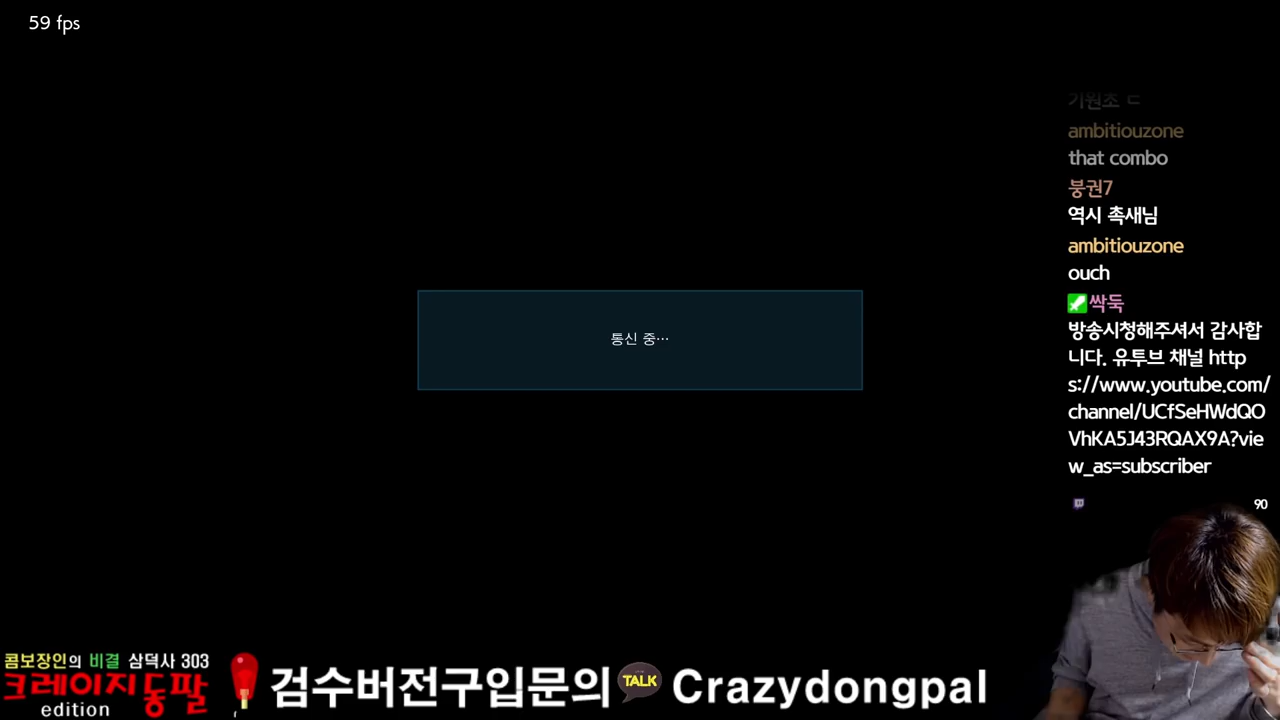 59 fps
기원초 ㄷ
ambitiouzone
that combo
붕권7
역시 촉새님
ambitiouzone
ouch
싹둑
방송시청해주셔서 감사합
니다. 유투브 채널 http
s://www.youtube.com/
channel/UCfSeHWdQO
VhKA5J43RQAX9A?vie
w_as=subscriber
90
통신 중…
콤보장인의 비결 삼덕사 303
크레이지 동팔
edition
검수버전구입문의 TALK Crazydongpal